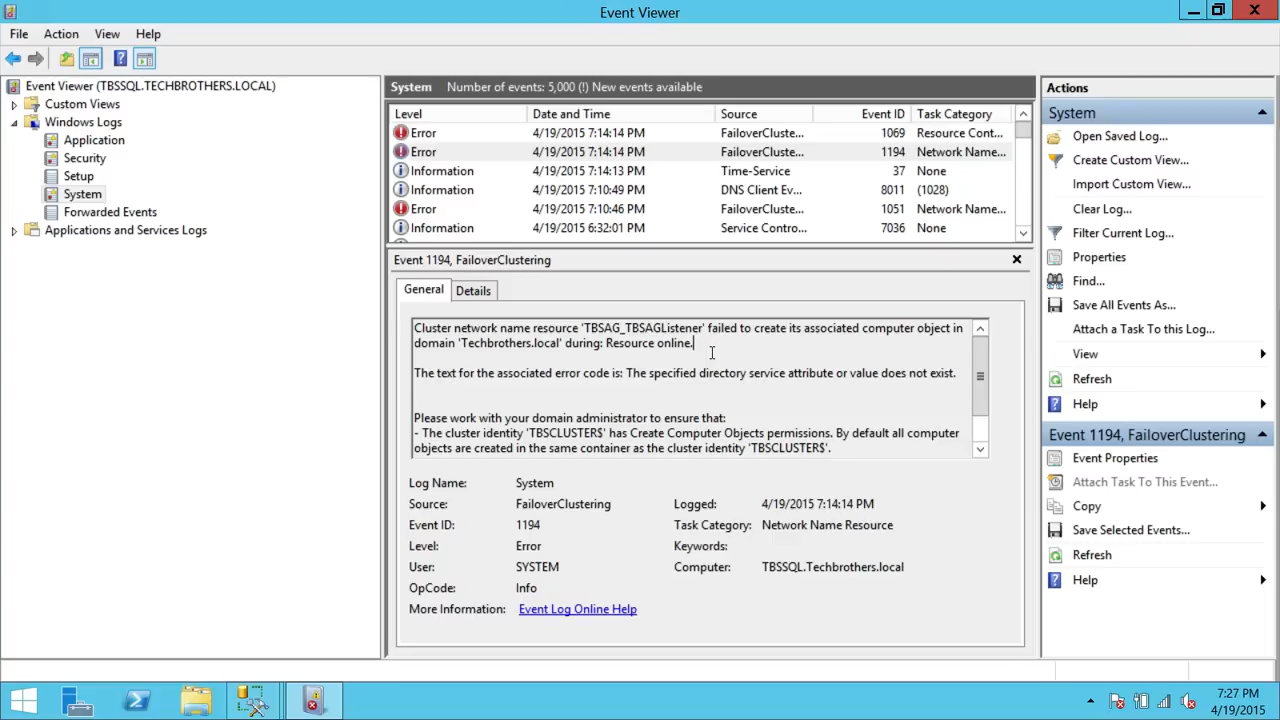 Event Viewer
File Action View Help
Event Viewer (TBSSQL.TECHBROTHERS.LOCAL)
Custom Views
Windows Logs
Application
Security
Setup
System
Forwarded Events
Applications and Services Logs
System Number of events: 5,000 (!) New events available
Level Date and Time Source Event ID Task Category
Error 4/19/2015 7:14:14 PM FailoverCluste... 1069 Resource Cont...
Error 4/19/2015 7:14:14 PM FailoverCluste... 1194 Network Name...
Information 4/19/2015 7:14:13 PM Time-Service 37 None
Information 4/19/2015 7:10:49 PM DNS Client Ev... 8011 (1028)
Error 4/19/2015 7:10:46 PM FailoverCluste... 1051 Network Name...
Information 4/19/2015 6:32:01 PM Service Contro... 7036 None
Event 1194, FailoverClustering
General Details
Cluster network name resource 'TBSAG_TBSAGListener' failed to create its associated computer object in
domain 'Techbrothers.local' during: Resource online.
The text for the associated error code is: The specified directory service attribute or value does not exist.
Please work with your domain administrator to ensure that:
- The cluster identity 'TBSCLUSTER$' has Create Computer Objects permissions. By default all computer
objects are created in the same container as the cluster identity 'TBSCLUSTER$'.
Log Name: System
Source: FailoverClustering Logged: 4/19/2015 7:14:14 PM
Event ID: 1194 Task Category: Network Name Resource
Level: Error Keywords:
User: SYSTEM Computer: TBSSQL.Techbrothers.local
OpCode: Info
More Information: Event Log Online Help
Actions
System
Open Saved Log...
Create Custom View...
Import Custom View...
Clear Log...
Filter Current Log...
Properties
Find...
Save All Events As...
Attach a Task To this Log...
View
Refresh
Help
Event 1194, FailoverClustering
Event Properties
Attach Task To This Event...
Copy
Save Selected Events...
Refresh
Help
7:27 PM
4/19/2015